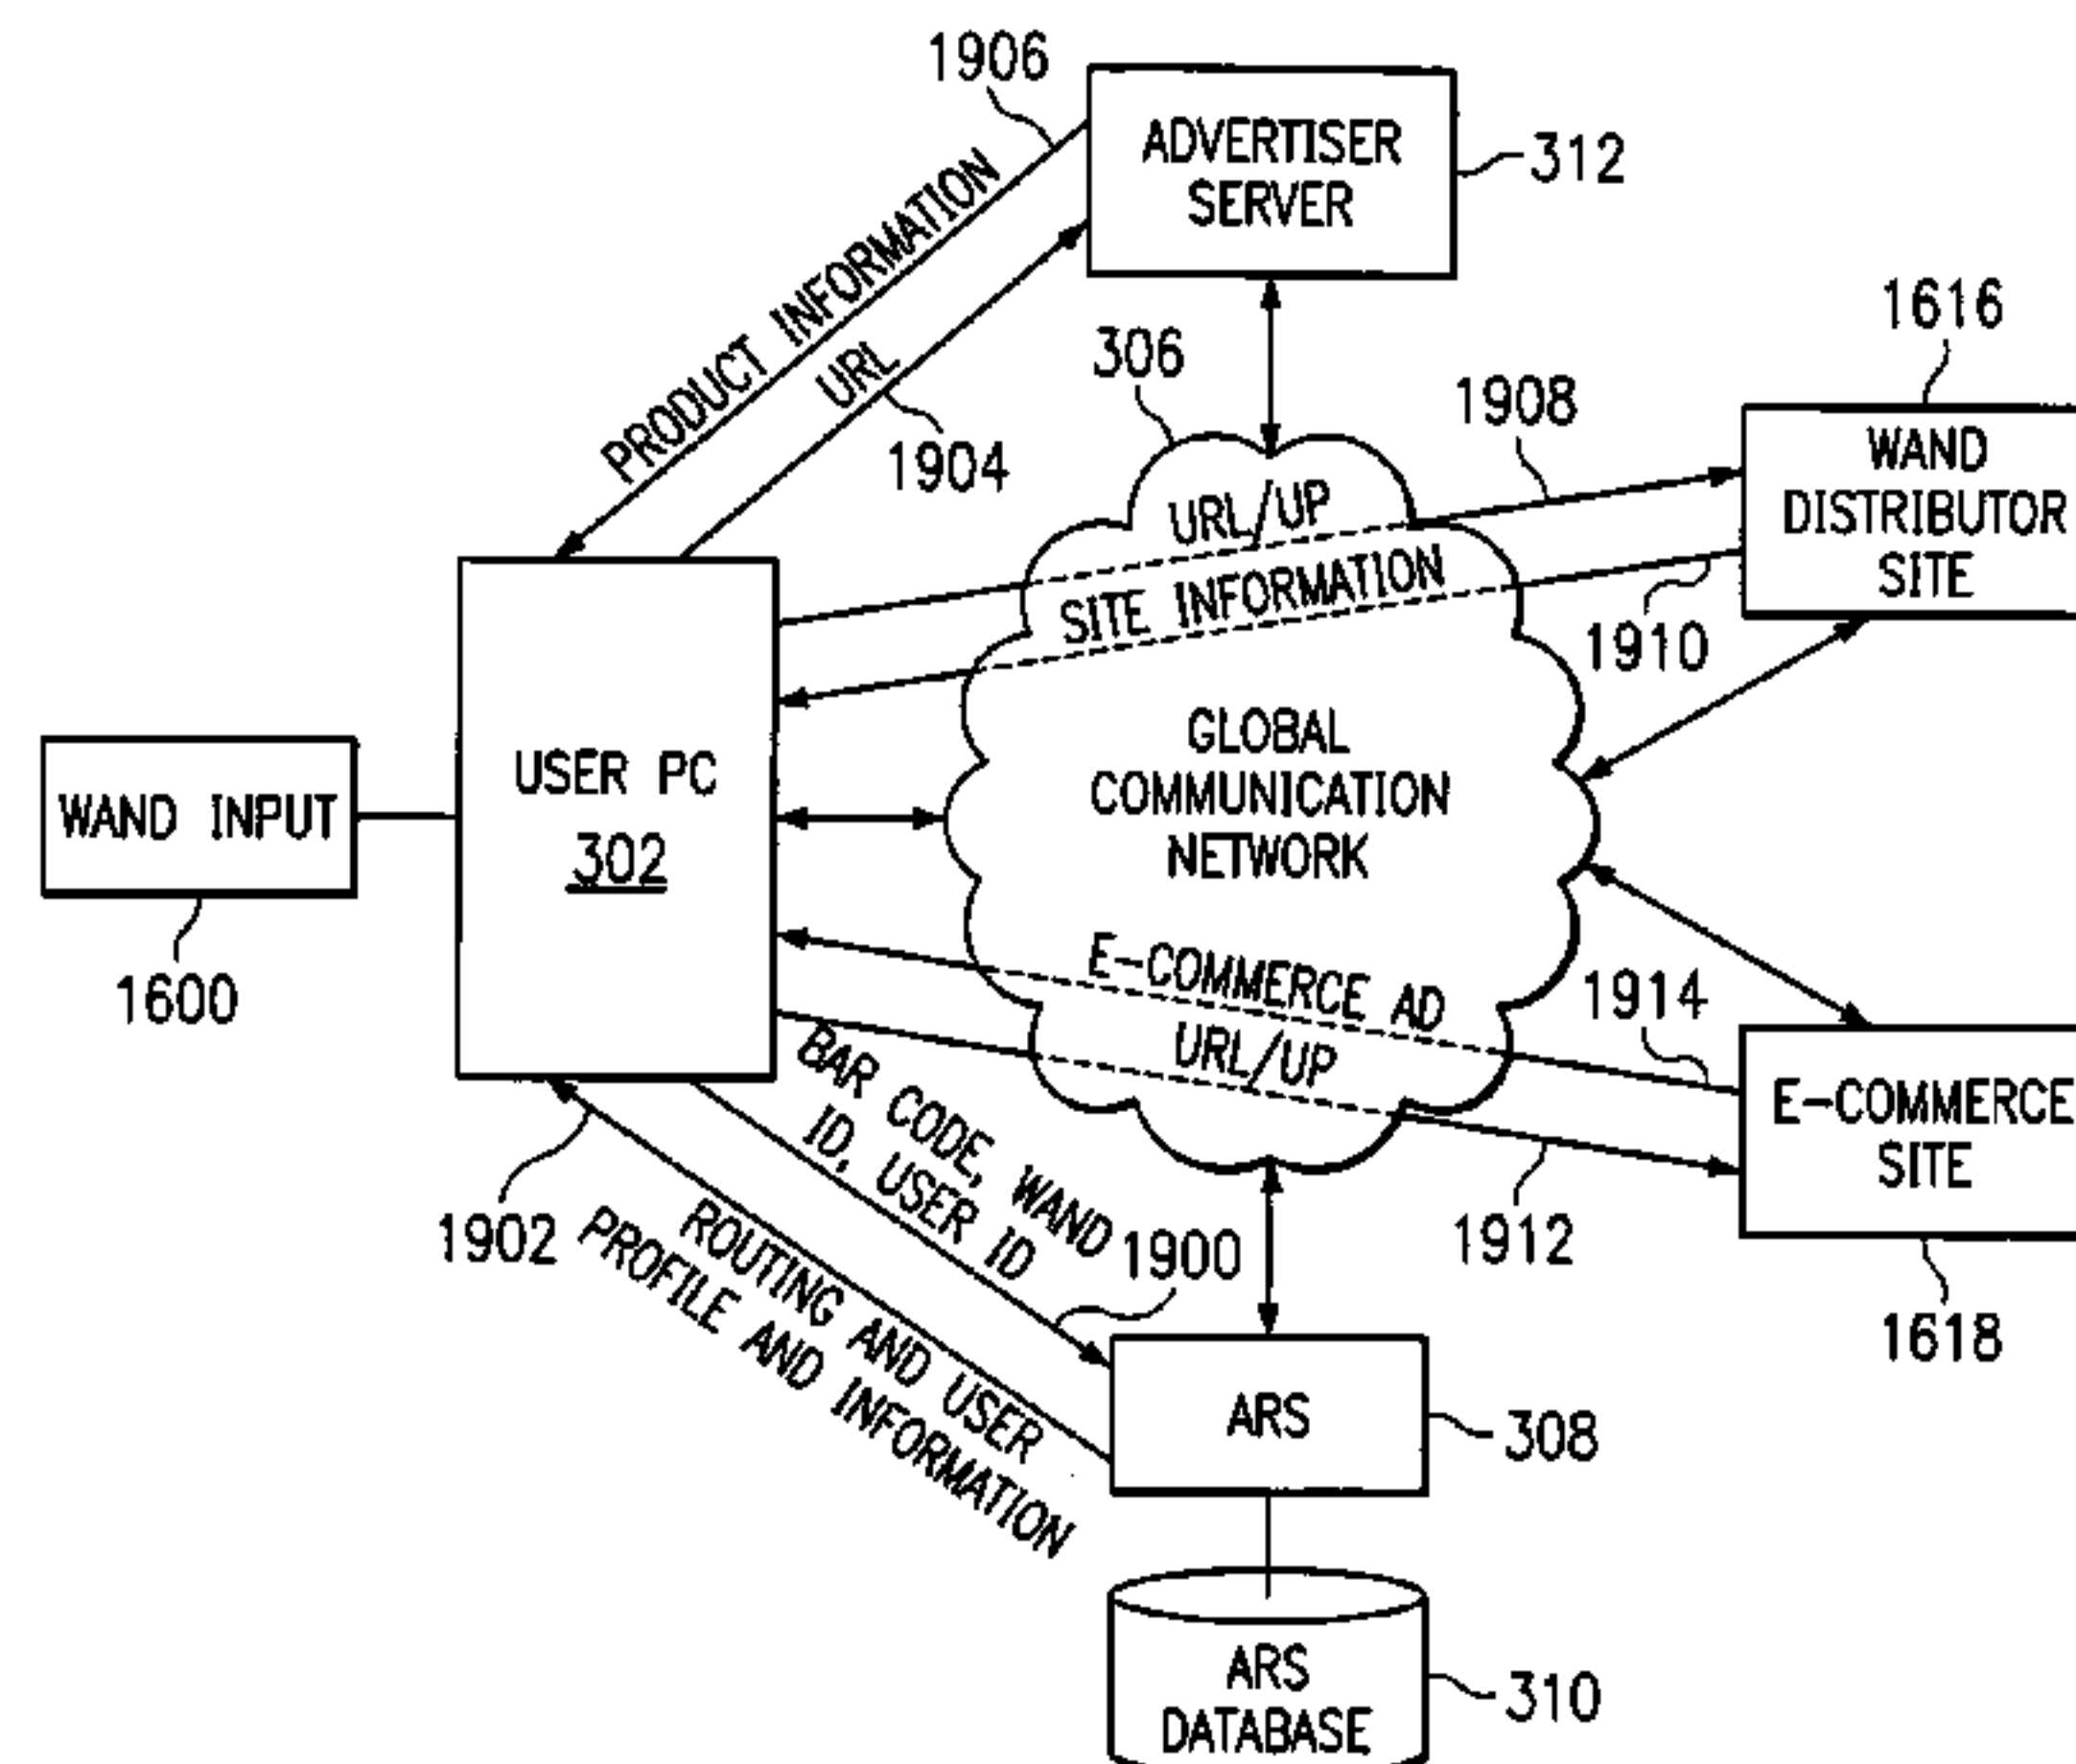 1906
ADVERTISER
SERVER
312
PRODUCT INFORMATION
URL
1904
306
1616
1908
WAND
DISTRIBUTOR
SITE
URL/UP
SITE INFORMATION
1910
GLOBAL
COMMUNICATION
NETWORK
USER PC
302
WAND INPUT
1600
E-COMMERCE AD
URL/UP
1914
E-COMMERCE
SITE
1912
1618
BAR CODE, WAND
ID, USER ID
1900
1902
ROUTING AND USER
PROFILE AND INFORMATION
ARS
308
ARS
DATABASE
310